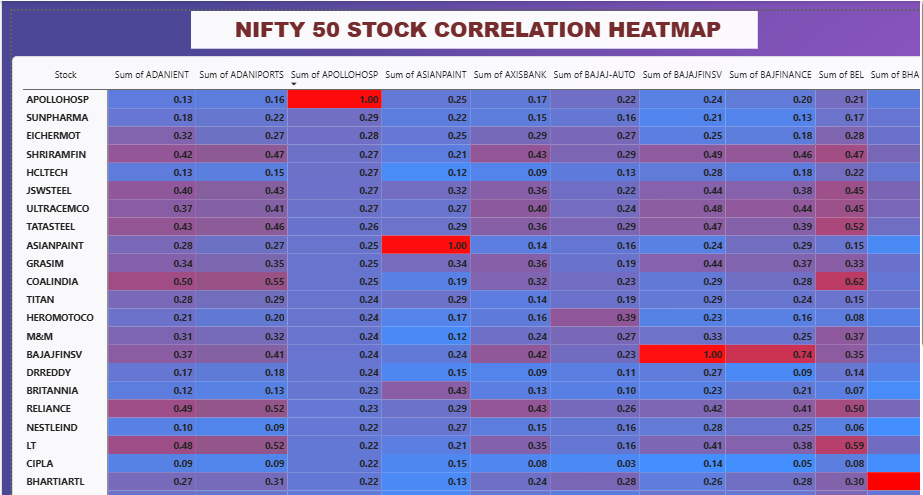 NIFTY 50 STOCK CORRELATION HEATMAP
Stock Sum of ADANIENT Sum of ADANIPORTS Sum of APOLLOHOSP Sum of ASIANPAINT Sum of AXISBANK Sum of BAJAJ-AUTO Sum of BAJAJFINSV Sum of BAJFINANCE Sum of BEL Sum of BHA
APOLLOHOSP 0.13 0.16 1.00 0.25 0.17 0.22 0.24 0.20 0.21
SUNPHARMA 0.18 0.22 0.29 0.22 0.15 0.16 0.21 0.13 0.17
EICHERMOT 0.32 0.27 0.28 0.25 0.29 0.27 0.25 0.18 0.28
SHRIRAMFIN 0.42 0.47 0.27 0.21 0.43 0.29 0.49 0.46 0.47
HCLTECH 0.13 0.15 0.27 0.12 0.09 0.13 0.28 0.18 0.22
JSWSTEEL 0.40 0.43 0.27 0.32 0.36 0.22 0.44 0.38 0.45
ULTRACEMCO 0.37 0.41 0.27 0.27 0.40 0.24 0.48 0.44 0.45
TATASTEEL 0.43 0.46 0.26 0.29 0.36 0.29 0.47 0.39 0.52
ASIANPAINT 0.28 0.27 0.25 1.00 0.14 0.16 0.24 0.29 0.15
GRASIM 0.34 0.35 0.25 0.34 0.36 0.19 0.44 0.37 0.33
COALINDIA 0.50 0.55 0.25 0.19 0.32 0.23 0.29 0.28 0.62
TITAN 0.28 0.29 0.24 0.29 0.14 0.19 0.29 0.24 0.15
HEROMOTOCO 0.21 0.20 0.24 0.17 0.16 0.39 0.23 0.16 0.08
M&M 0.31 0.32 0.24 0.12 0.24 0.27 0.33 0.25 0.37
BAJAJFINSV 0.37 0.41 0.24 0.24 0.42 0.23 1.00 0.74 0.35
DRREDDY 0.17 0.18 0.24 0.15 0.09 0.11 0.27 0.09 0.14
BRITANNIA 0.12 0.13 0.23 0.43 0.13 0.10 0.23 0.21 0.07
RELIANCE 0.49 0.52 0.23 0.29 0.43 0.26 0.42 0.41 0.50
NESTLEIND 0.10 0.09 0.22 0.27 0.15 0.16 0.28 0.25 0.06
LT 0.48 0.52 0.22 0.21 0.35 0.16 0.41 0.38 0.59
CIPLA 0.09 0.09 0.22 0.15 0.08 0.03 0.14 0.05 0.08
BHARTIARTL 0.27 0.31 0.22 0.13 0.24 0.28 0.26 0.28 0.30